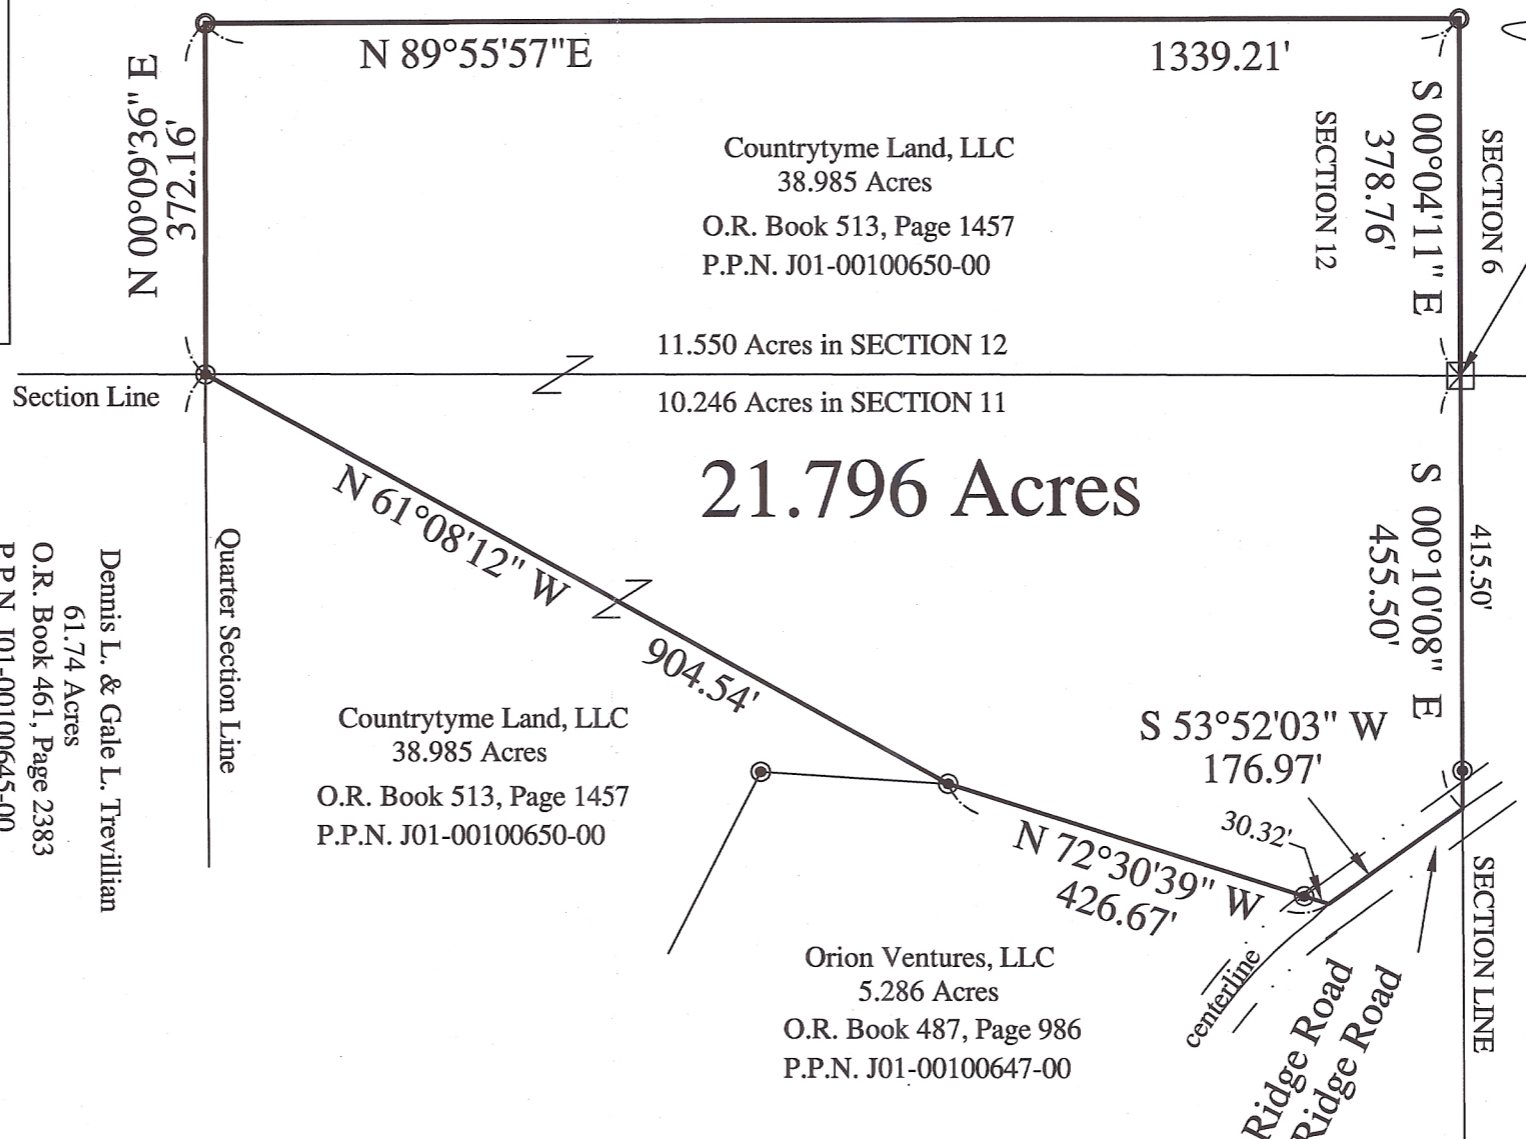 N 89°55'57"E
1339.21'
N 00°09'36" E
372.16'
S 00°04'11" E
378.76'
SECTION 12
SECTION 6
Countrytyme Land, LLC
38.985 Acres
O.R. Book 513, Page 1457
P.P.N. J01-00100650-00
11.550 Acres in SECTION 12
Section Line
10.246 Acres in SECTION 11
21.796 Acres
N 61°08'12" W
904.54'
S 00°10'08" E
455.50'
415.50'
Quarter Section Line
Dennis L. & Gale L. Trevillian
61.74 Acres
O.R. Book 461, Page 2383
P.P.N. J01-00100645-00
Countrytyme Land, LLC
38.985 Acres
O.R. Book 513, Page 1457
P.P.N. J01-00100650-00
S 53°52'03" W
176.97'
30.32'
N 72°30'39" W
426.67'
Orion Ventures, LLC
5.286 Acres
O.R. Book 487, Page 986
P.P.N. J01-00100647-00
centerline
Ridge Road
Ridge Road
SECTION LINE